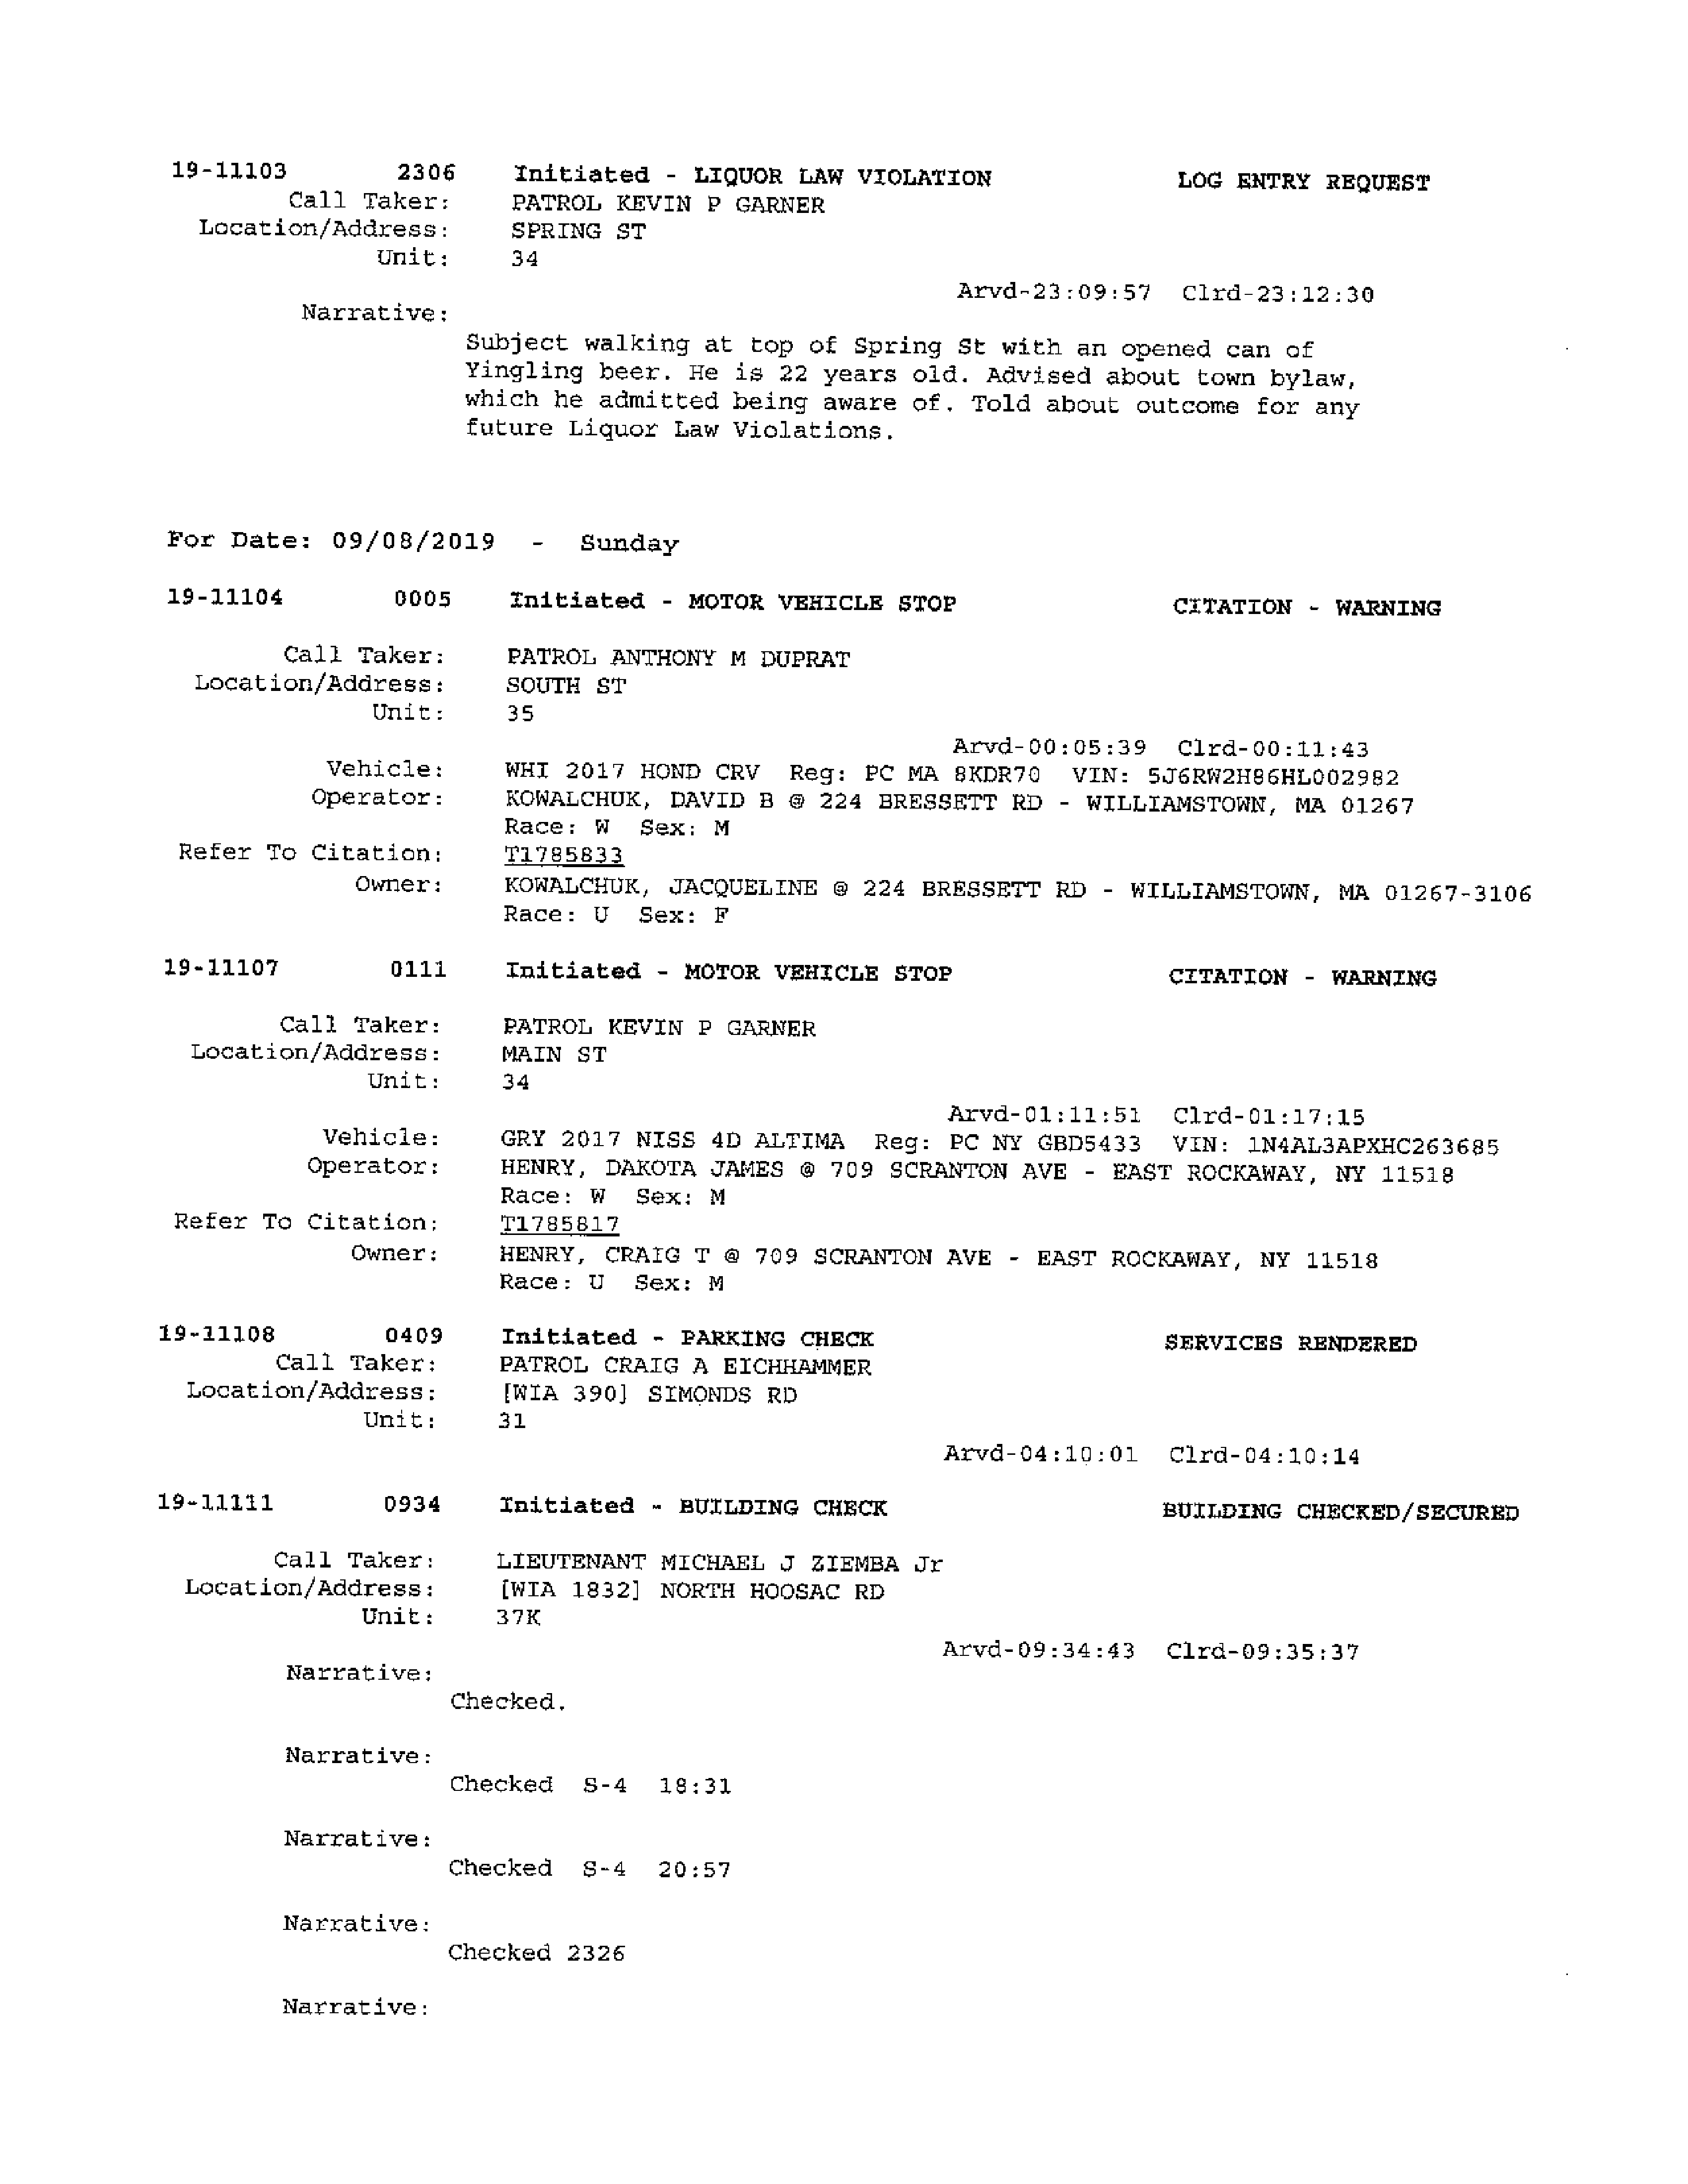 19-11103 2306 Initiated - LIQUOR LAW VIOLATION LOG ENTRY REQUEST
Call Taker: PATROL KEVIN P GARNER
Location/Address: SPRING ST
Unit: 34
Arvd-23:09:57 Clrd-23:12:30
Narrative:
Subject walking at top of Spring St with an opened can of
Yingling beer. He is 22 years old. Advised about town bylaw,
which he admitted being aware of. Told about outcome for any
future Liquor Law Violations.
For Date: 09/08/2019 - Sunday
19-11104 0005 Initiated - MOTOR VEHICLE STOP CITATION - WARNING
Call Taker: PATROL ANTHONY M DUPRAT
Location/Address: SOUTH ST
Unit: 35
Arvd-00:05:39 Clrd-00:11:43
Vehicle: WHI 2017 HOND CRV Reg: PC MA 8KDR70 VIN: 5J6RW2H86HL002982
Operator: KOWALCHUK, DAVID B @ 224 BRESSETT RD - WILLIAMSTOWN, MA 01267
Race: W Sex: M
Refer To Citation: T1785833
Owner: KOWALCHUK, JACQUELINE @ 224 BRESSETT RD - WILLIAMSTOWN, MA 01267-3106
Race: U Sex: F
19-11107 0111 Initiated - MOTOR VEHICLE STOP CITATION - WARNING
Call Taker: PATROL KEVIN P GARNER
Location/Address: MAIN ST
Unit: 34
Arvd-01:11:51 Clrd-01:17:15
Vehicle: GRY 2017 NISS 4D ALTIMA Reg: PC NY GBD5433 VIN: 1N4AL3APXHC263685
Operator: HENRY, DAKOTA JAMES @ 709 SCRANTON AVE - EAST ROCKAWAY, NY 11518
Race: W Sex: M
Refer To Citation: T1785817
Owner: HENRY, CRAIG T @ 709 SCRANTON AVE - EAST ROCKAWAY, NY 11518
Race: U Sex: M
19-11108 0409 Initiated - PARKING CHECK SERVICES RENDERED
Call Taker: PATROL CRAIG A EICHHAMMER
Location/Address: [WIA 390] SIMONDS RD
Unit: 31
Arvd-04:10:01 Clrd-04:10:14
19-11111 0934 Initiated - BUILDING CHECK BUILDING CHECKED/SECURED
Call Taker: LIEUTENANT MICHAEL J ZIEMBA Jr
Location/Address: [WIA 1832] NORTH HOOSAC RD
Unit: 37K
Arvd-09:34:43 Clrd-09:35:37
Narrative:
Checked.
Narrative:
Checked S-4 18:31
Narrative:
Checked S-4 20:57
Narrative:
Checked 2326
Narrative: